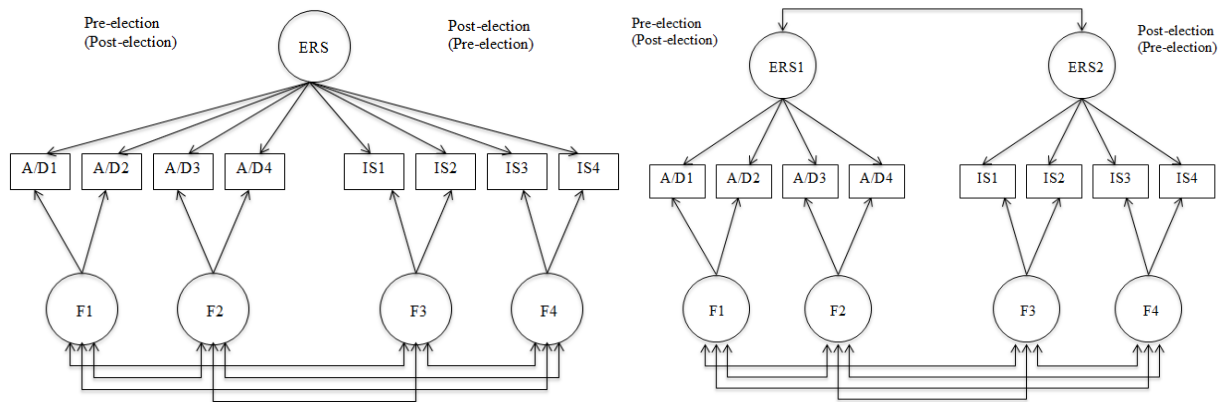 Pre-election
(Post-election)
ERS
Post-election
(Pre-election)
A/D1 A/D2 A/D3 A/D4 IS1 IS2 IS3 IS4
F1 F2 F3 F4
Pre-election
(Post-election)
ERS1 ERS2
Post-election
(Pre-election)
A/D1 A/D2 A/D3 A/D4 IS1 IS2 IS3 IS4
F1 F2 F3 F4